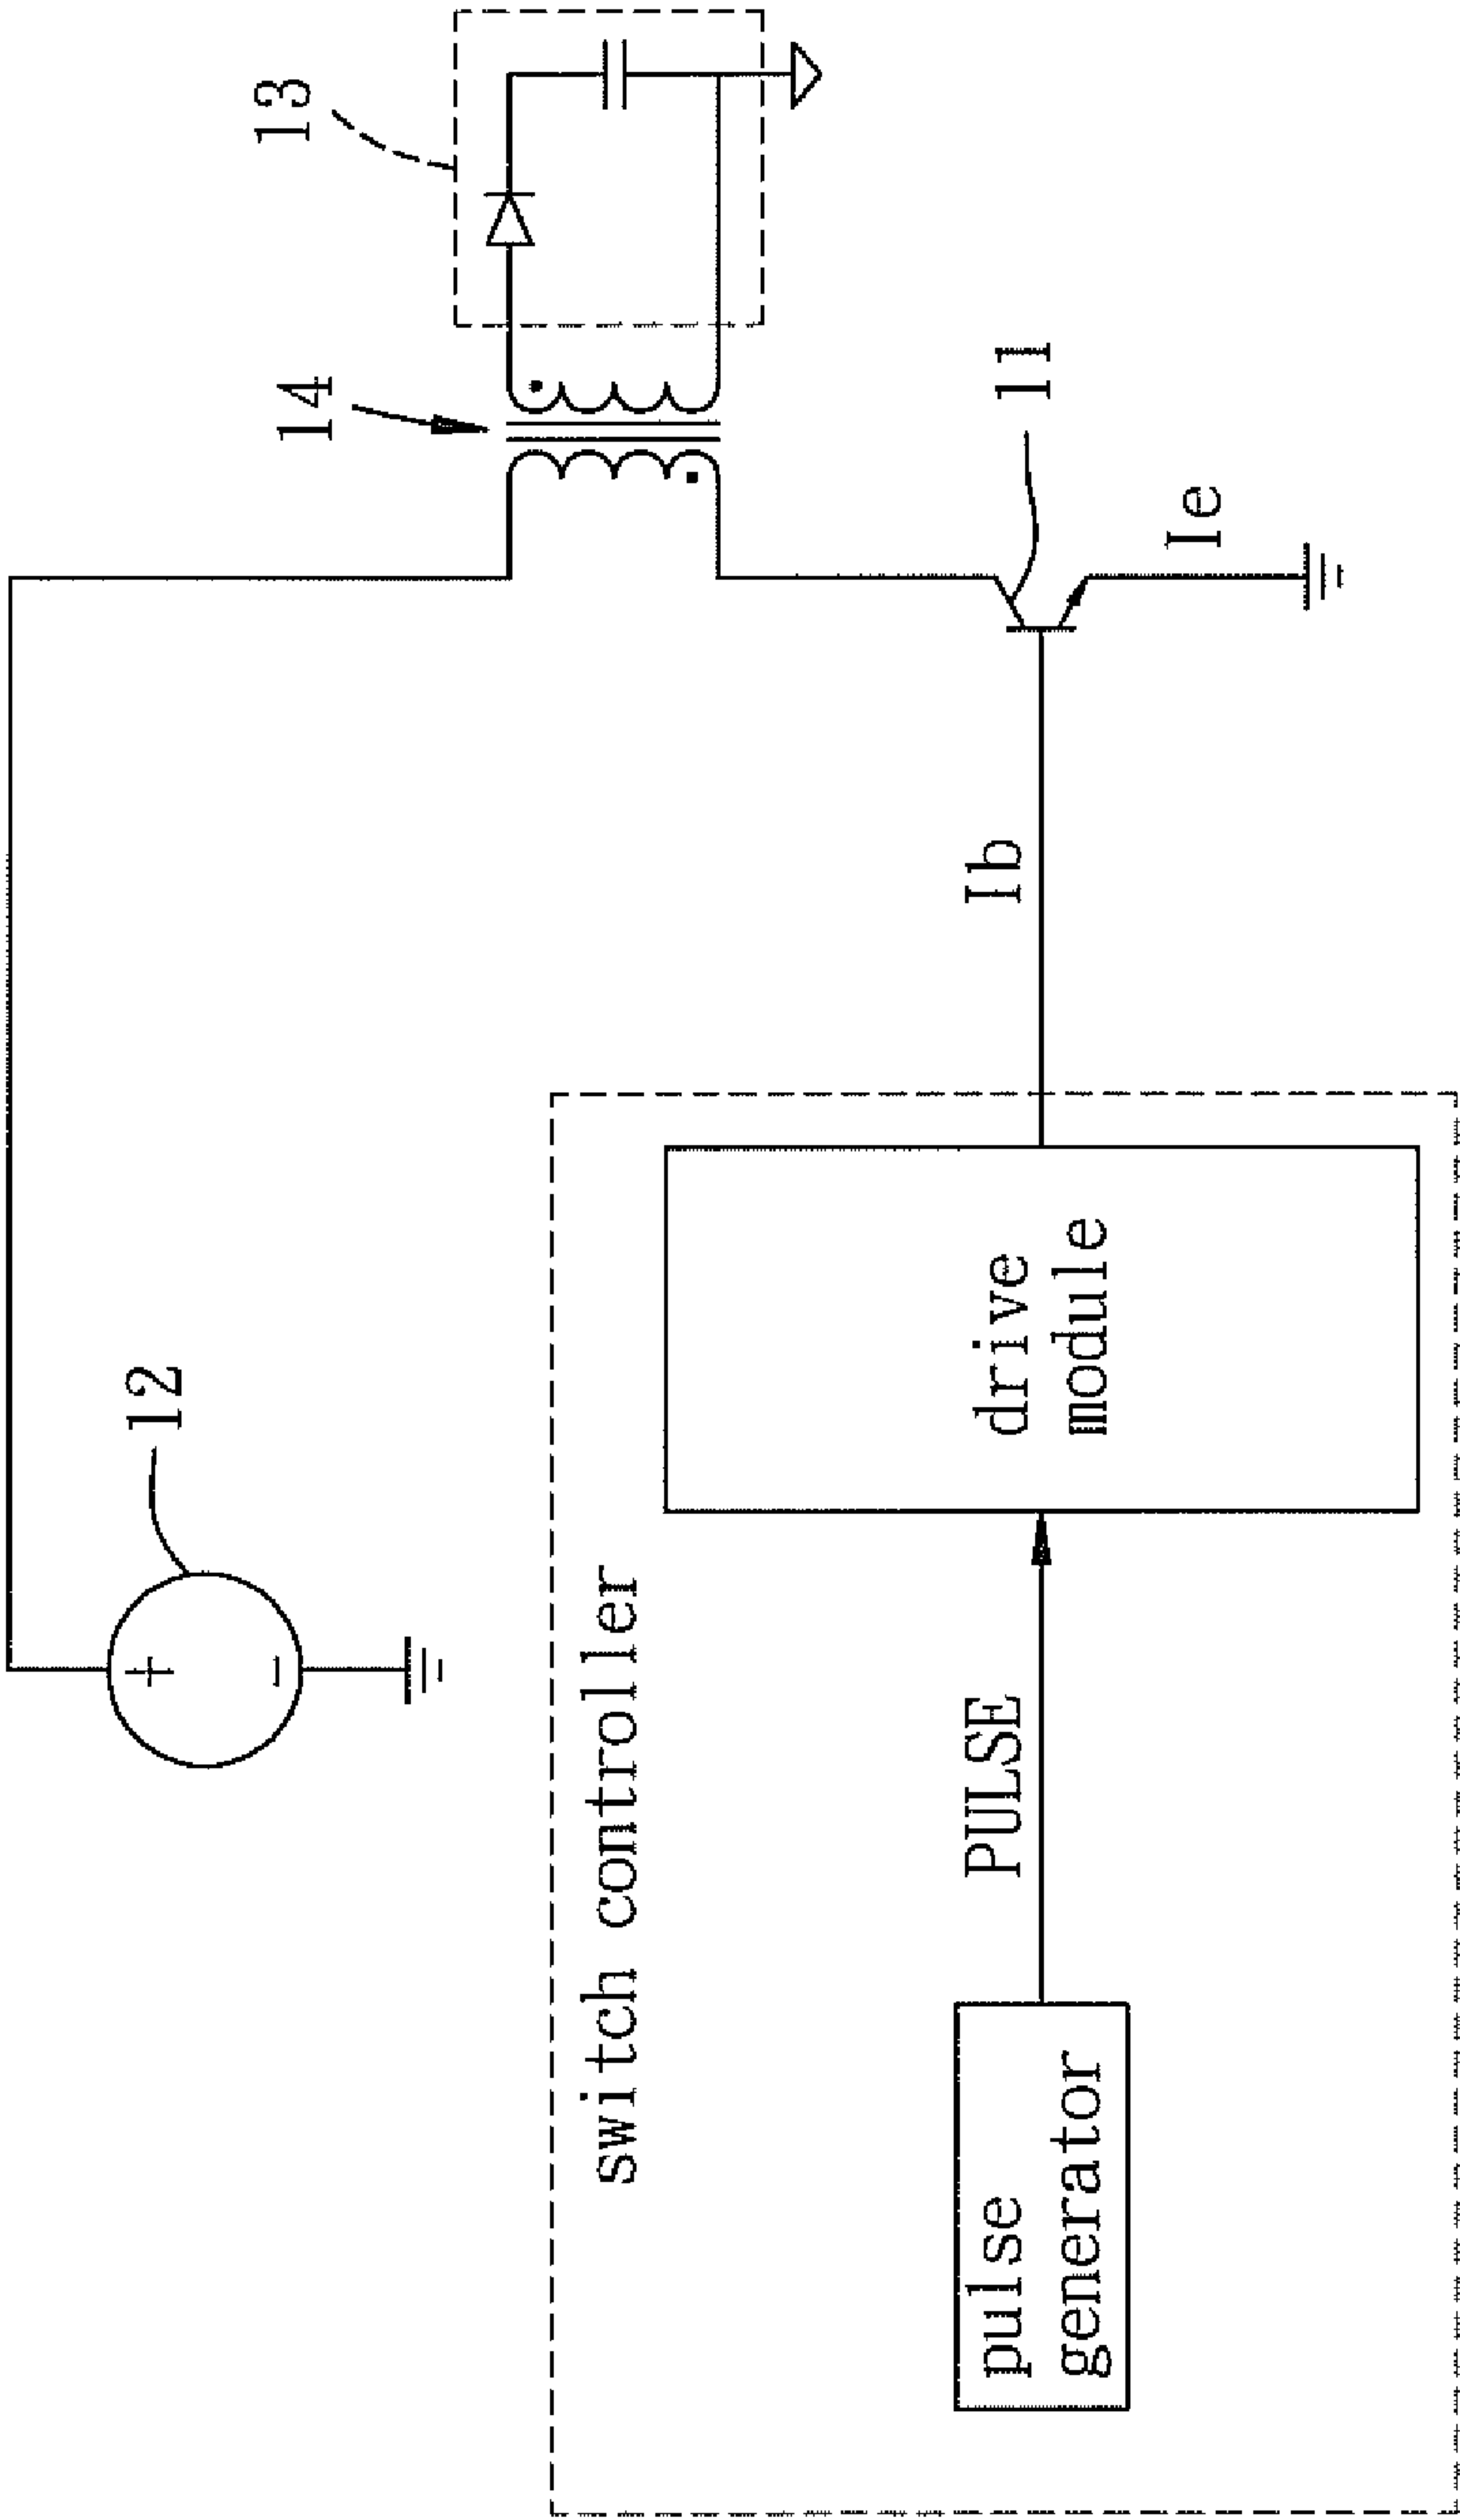 12
14
13
switch controller
pulse
generator
PULSE
drive
module
Ib
11
Ie
+
-